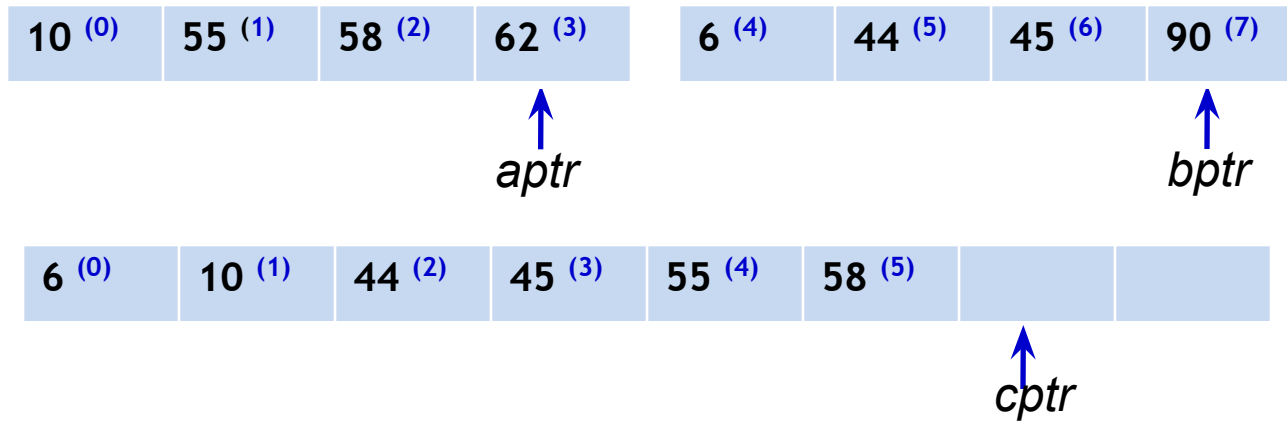 10 (0) 55 (1) 58 (2) 62 (3) 6 (4) 44 (5) 45 (6) 90 (7)
aptr bptr
6 (0) 10 (1) 44 (2) 45 (3) 55 (4) 58 (5)
cptr